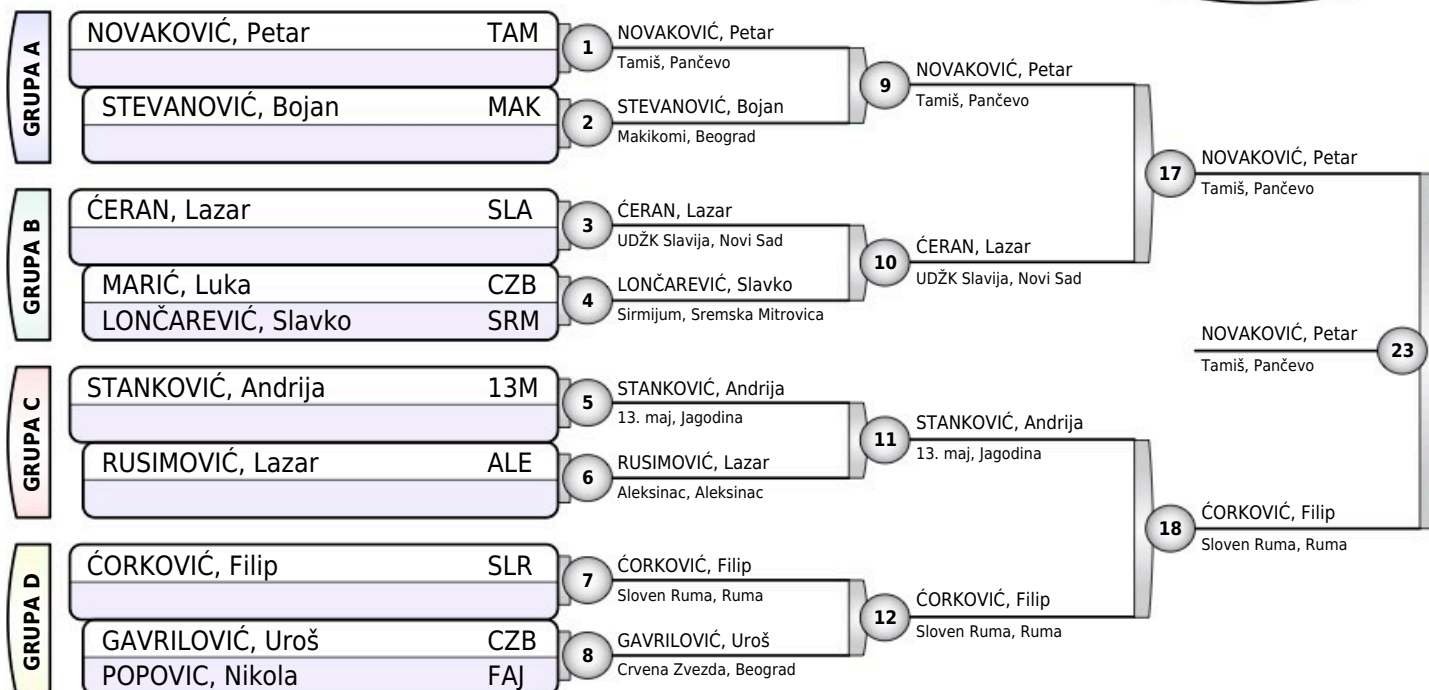 GRUPA A
NOVAKOVIĆ, Petar TAM
STEVANOVIĆ, Bojan MAK
GRUPA B
ĆERAN, Lazar SLA
MARIĆ, Luka CZB
LONČAREVIĆ, Slavko SRM
GRUPA C
STANKOVIĆ, Andrija 13M
RUSIMOVIĆ, Lazar ALE
GRUPA D
ĆORKOVIĆ, Filip SLR
GAVRILOVIĆ, Uroš CZB
POPOVIC, Nikola FAJ
1 NOVAKOVIĆ, Petar
Tamiš, Pančevo
2 STEVANOVIĆ, Bojan
Makikomi, Beograd
3 ĆERAN, Lazar
UDŽK Slavija, Novi Sad
4 LONČAREVIĆ, Slavko
Sirmijum, Sremska Mitrovica
5 STANKOVIĆ, Andrija
13. maj, Jagodina
6 RUSIMOVIĆ, Lazar
Aleksinac, Aleksinac
7 ĆORKOVIĆ, Filip
Sloven Ruma, Ruma
8 GAVRILOVIĆ, Uroš
Crvena Zvezda, Beograd
9 NOVAKOVIĆ, Petar
Tamiš, Pančevo
10 ĆERAN, Lazar
UDŽK Slavija, Novi Sad
11 STANKOVIĆ, Andrija
13. maj, Jagodina
12 ĆORKOVIĆ, Filip
Sloven Ruma, Ruma
17 NOVAKOVIĆ, Petar
Tamiš, Pančevo
18 ĆORKOVIĆ, Filip
Sloven Ruma, Ruma
NOVAKOVIĆ, Petar 23
Tamiš, Pančevo